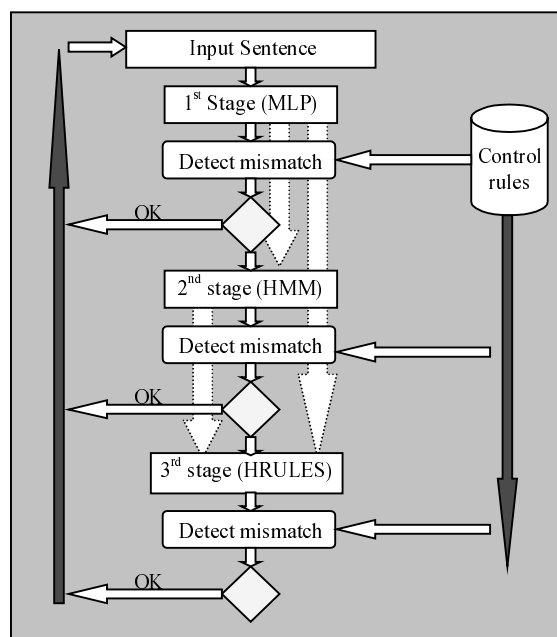 Input Sentence
1st Stage (MLP)
Detect mismatch
Control
rules
OK
2nd stage (HMM)
Detect mismatch
OK
3rd stage (HRULES)
Detect mismatch
OK